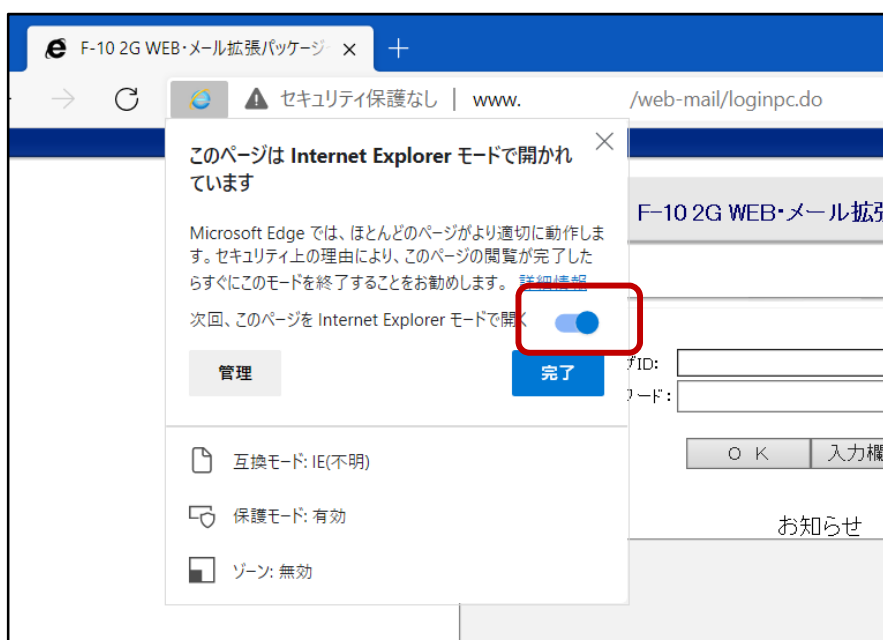 F-10 2G WEB・メール拡張パッケージ
セキュリティ保護なし | www. /web-mail/loginpc.do
このページは Internet Explorer モードで開かれ
ています
Microsoft Edge では、ほとんどのページがより適切に動作しま
す。セキュリティ上の理由により、このページの閲覧が完了した
らすぐにこのモードを終了することをお勧めします。 詳細情報
次回、このページを Internet Explorer モードで開く
管理
完了
互換モード: IE(不明)
保護モード: 有効
ゾーン: 無効
F-10 2G WEB・メール拡張
ID:
ワード:
ＯＫ
入力欄
お知らせ